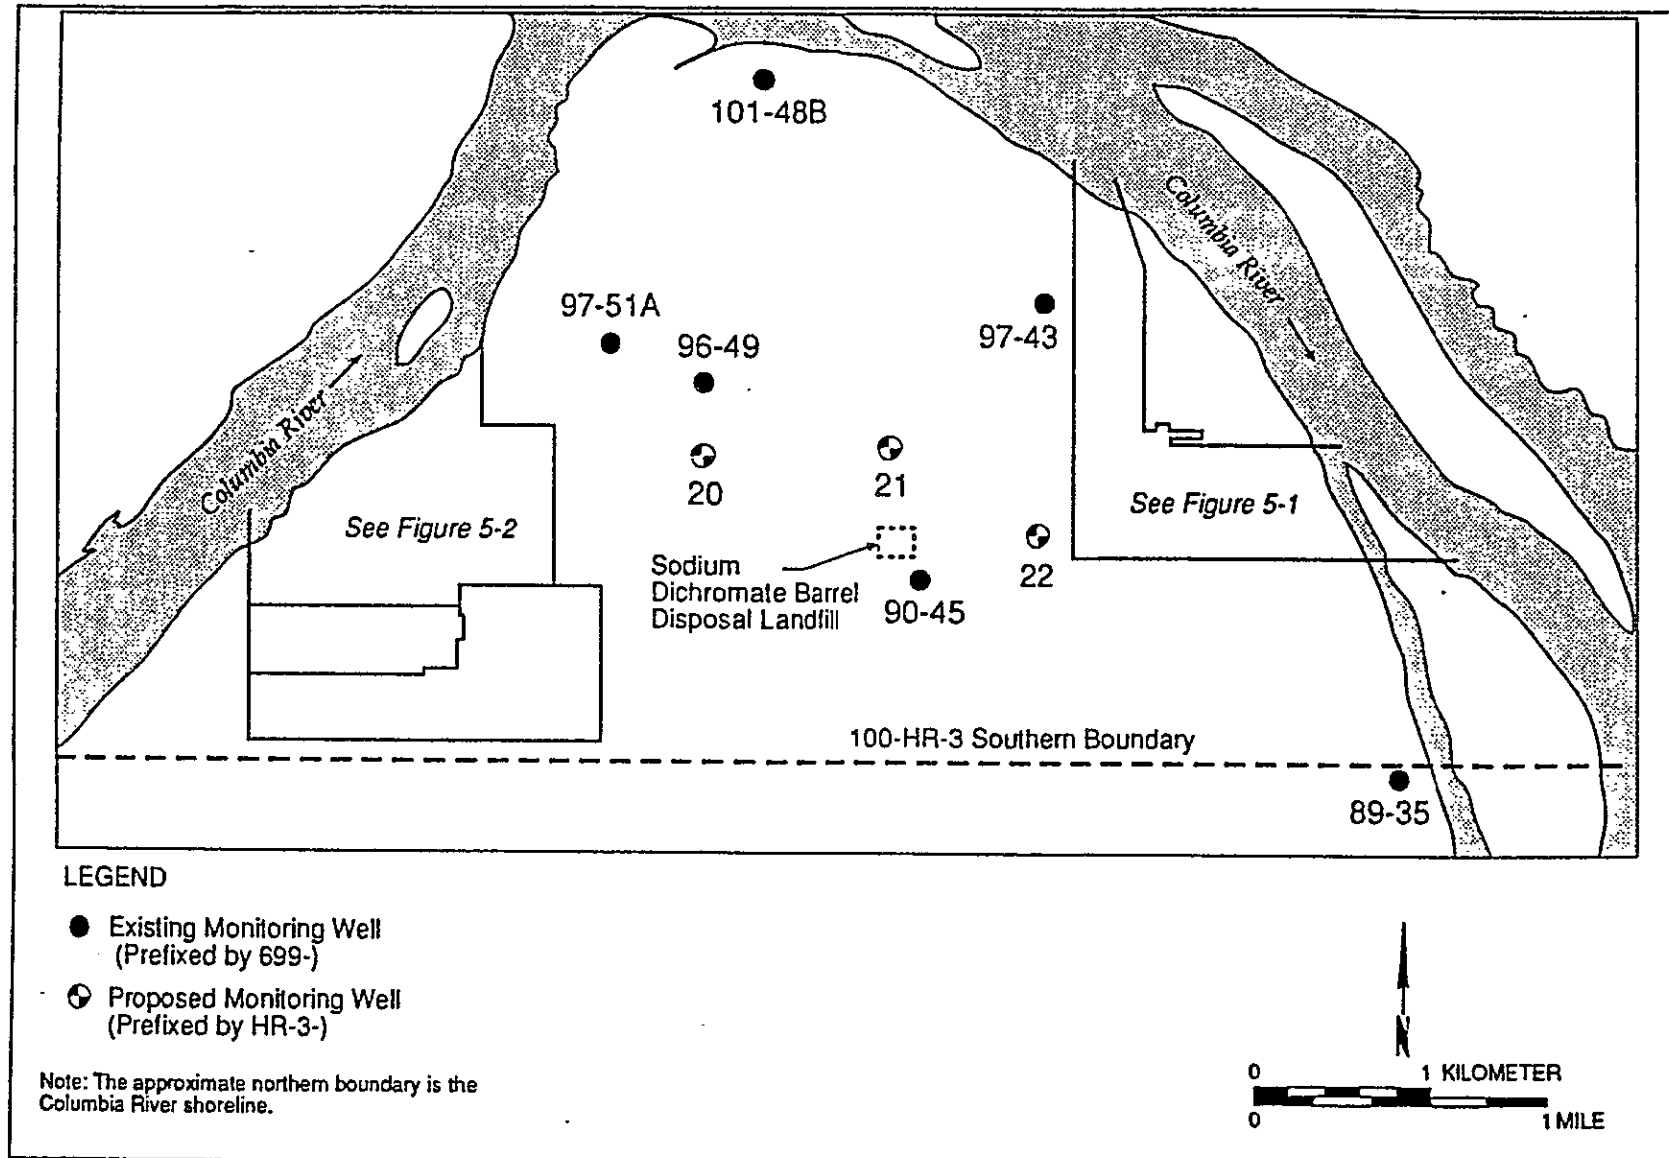 101-48B
Columbia River
97-51A
96-49
97-43
Columbia River
20
21
See Figure 5-2
See Figure 5-1
Sodium
Dichromate Barrel
Disposal Landfill
22
90-45
100-HR-3 Southern Boundary
89-35
LEGEND
Existing Monitoring Well
(Prefixed by 699-)
Proposed Monitoring Well
(Prefixed by HR-3-)
Note: The approximate northern boundary is the
Columbia River shoreline.
N
0 1 KILOMETER
0 1 MILE